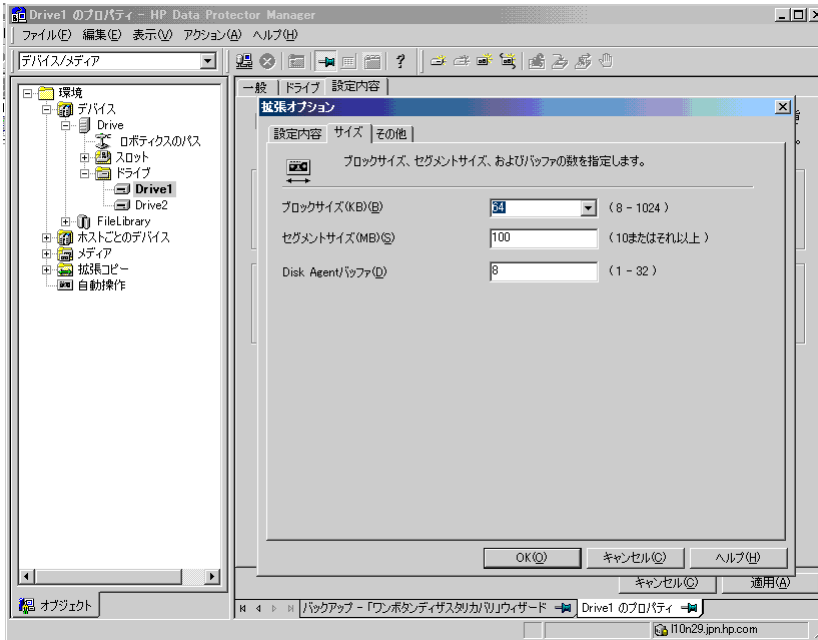 Drive1 のプロパティ - HP Data Protector Manager
ファイル(F) 編集(E) 表示(V) アクション(A) ヘルプ(H)
デバイス/メディア
環境
デバイス
Drive
ロボティクスのパス
スロット
ドライブ
Drive1
Drive2
FileLibrary
ホストごとのデバイス
メディア
拡張コピー
自動操作
オブジェクト
一般 ドライブ 設定内容
拡張オプション
設定内容 サイズ その他
ブロックサイズ、セグメントサイズ、およびバッファの数を指定します。
ブロックサイズ(KB)(B) 64 ( 8 - 1024 )
セグメントサイズ(MB)(S) 100 ( 10またはそれ以上 )
Disk Agentバッファ(D) 8 ( 1 - 32 )
OK(O) キャンセル(C) ヘルプ(H)
キャンセル(C) 適用(A)
バックアップ - 「ワンボタンディザスタリカバリ」ウィザード Drive1 のプロパティ
l10n29.jpn.hp.com